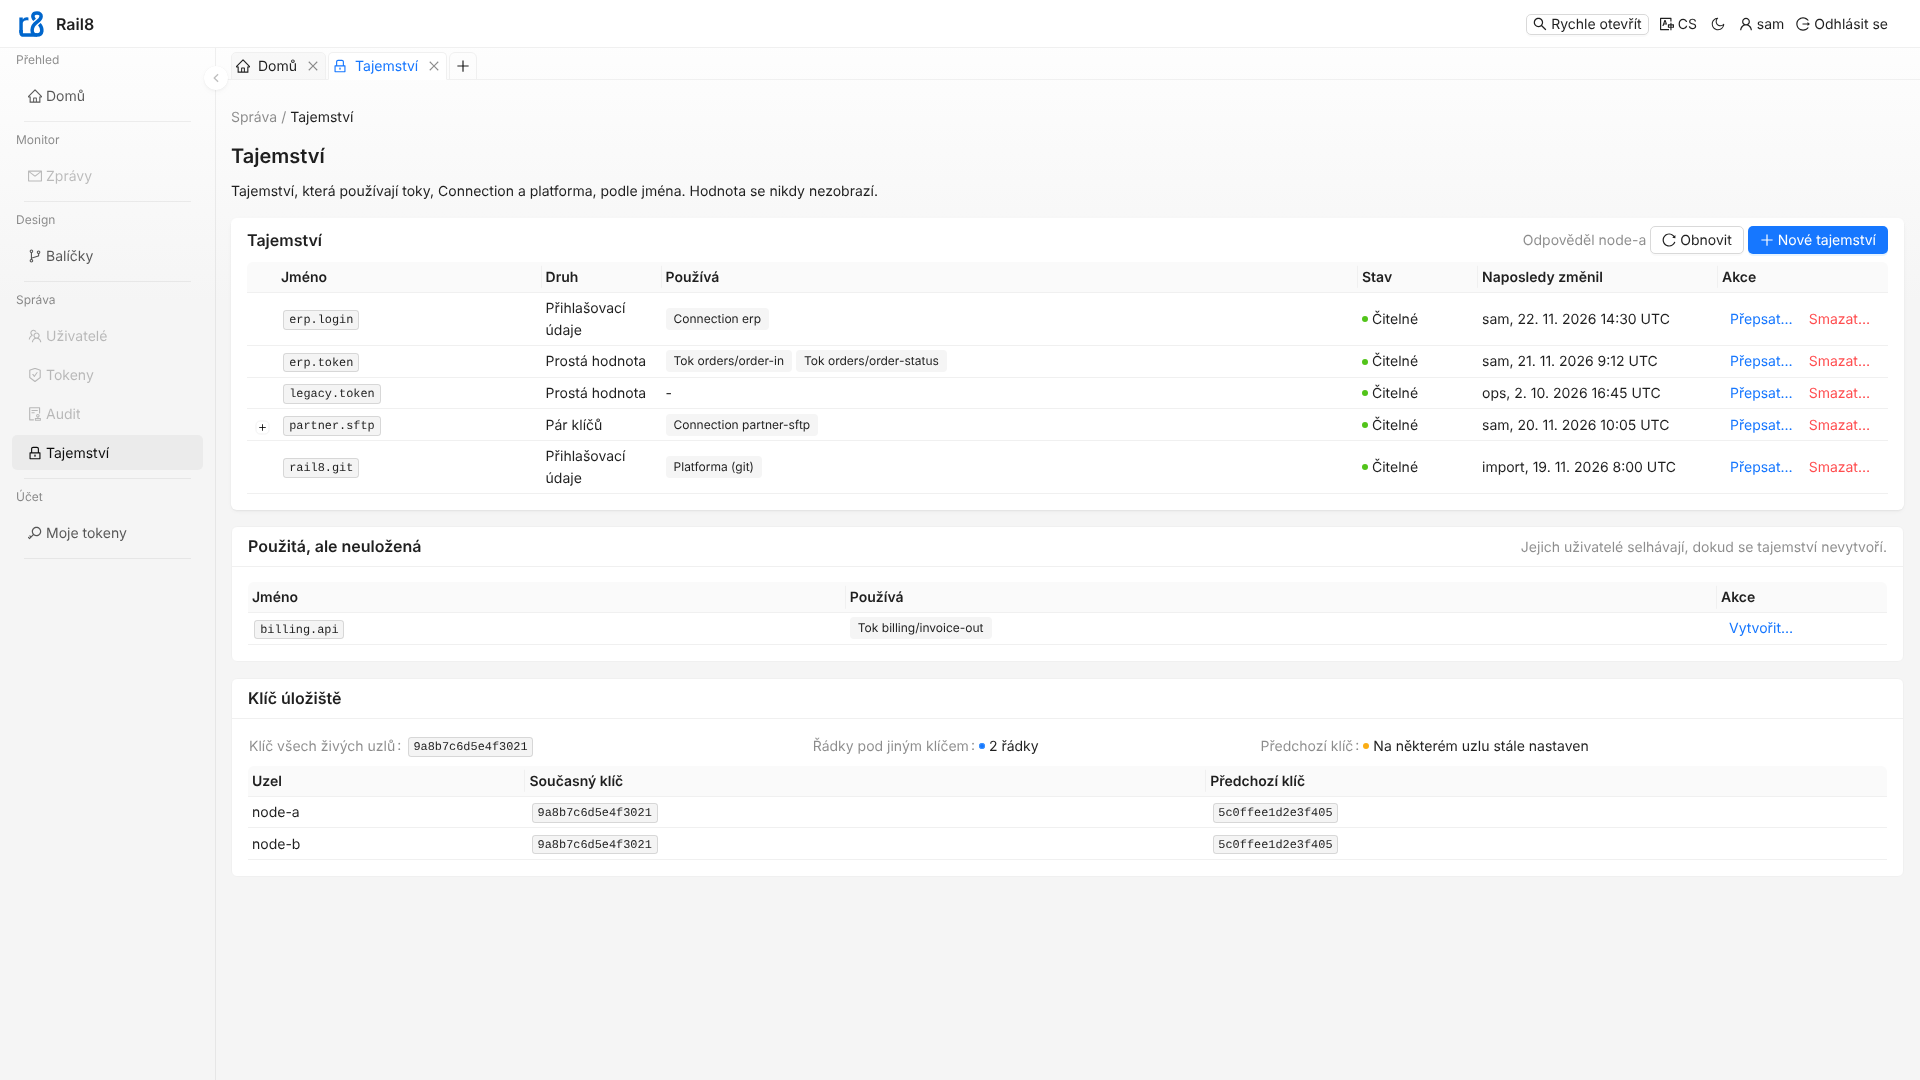 Rail8
Rychle otevřít CS sam Odhlásit se
Přehled
Domů
Monitor
Zprávy
Design
Balíčky
Správa
Uživatelé
Tokeny
Audit
Tajemství
Účet
Moje tokeny
Domů Tajemství
Správa / Tajemství
Tajemství
Tajemství, která používají toky, Connection a platforma, podle jména. Hodnota se nikdy nezobrazí.
Tajemství Odpověděl node-a Obnovit Nové tajemství
Jméno Druh Používá Stav Naposledy změnil Akce
erp.login Přihlašovací údaje Connection erp Čitelné sam, 22. 11. 2026 14:30 UTC Přepsat... Smazat...
erp.token Prostá hodnota Tok orders/order-in Tok orders/order-status Čitelné sam, 21. 11. 2026 9:12 UTC Přepsat... Smazat...
legacy.token Prostá hodnota - Čitelné ops, 2. 10. 2026 16:45 UTC Přepsat... Smazat...
+ partner.sftp Pár klíčů Connection partner-sftp Čitelné sam, 20. 11. 2026 10:05 UTC Přepsat... Smazat...
rail8.git Přihlašovací údaje Platforma (git) Čitelné import, 19. 11. 2026 8:00 UTC Přepsat... Smazat...
Použitá, ale neuložená Jejich uživatelé selhávají, dokud se tajemství nevytvoří.
Jméno Používá Akce
billing.api Tok billing/invoice-out Vytvořit...
Klíč úložiště
Klíč všech živých uzlů: 9a8b7c6d5e4f3021 Řádky pod jiným klíčem: 2 řádky Předchozí klíč: Na některém uzlu stále nastaven
Uzel Současný klíč Předchozí klíč
node-a 9a8b7c6d5e4f3021 5c0ffee1d2e3f405
node-b 9a8b7c6d5e4f3021 5c0ffee1d2e3f405